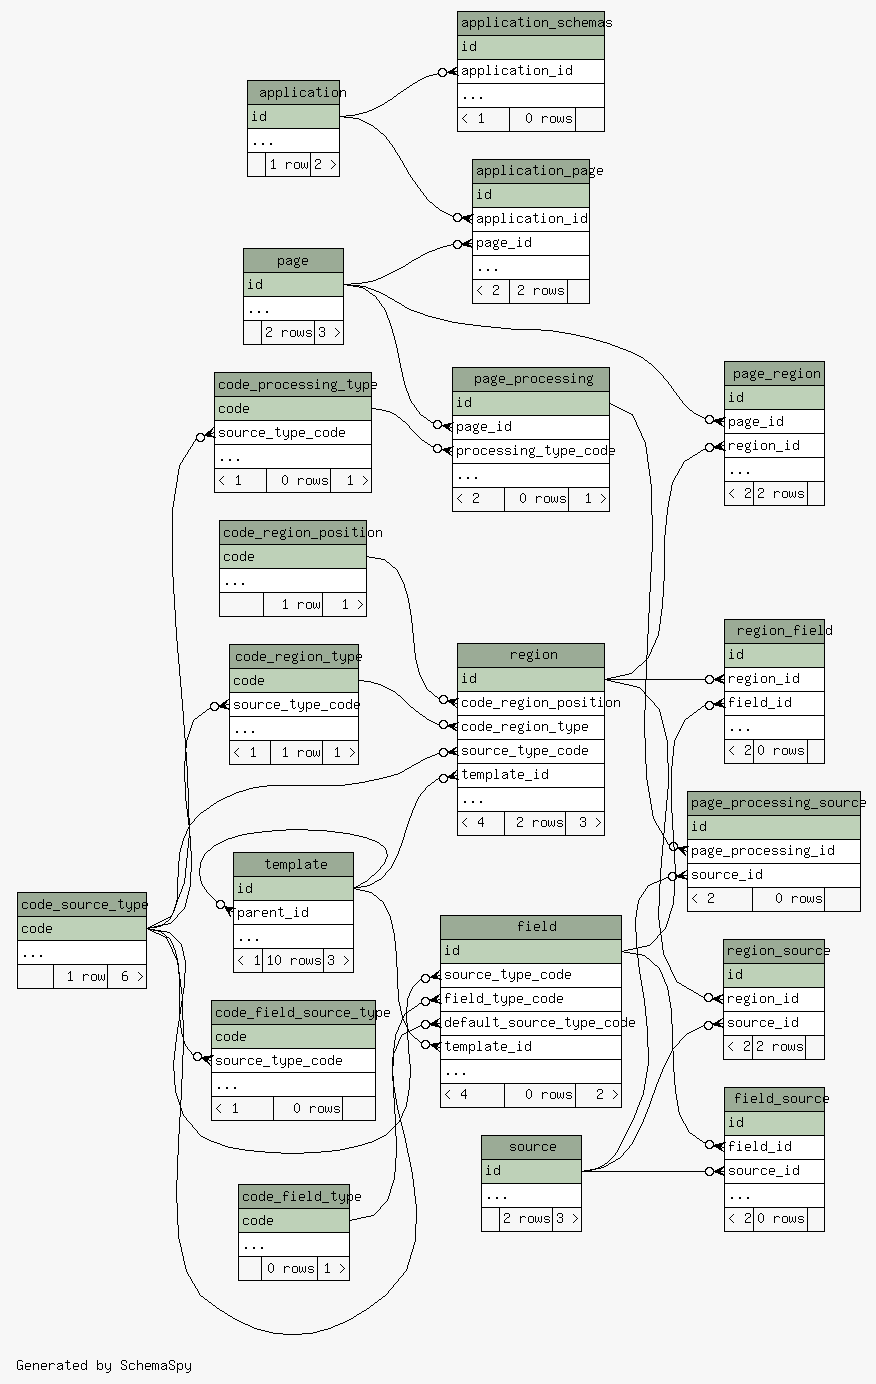 application_schemas
id
application_id
...
< 1 0 rows
application
id
...
1 row 2 >
application_page
id
application_id
page_id
...
< 2 2 rows
page
id
...
2 rows 3 >
code_processing_type
code
source_type_code
...
< 1 0 rows 1 >
page_processing
id
page_id
processing_type_code
...
< 2 0 rows 1 >
page_region
id
page_id
region_id
...
< 2 2 rows
code_region_position
code
...
1 row 1 >
code_region_type
code
source_type_code
...
< 1 1 row 1 >
region
id
code_region_position
code_region_type
source_type_code
template_id
...
< 4 2 rows 3 >
region_field
id
region_id
field_id
...
< 2 0 rows
page_processing_source
id
page_processing_id
source_id
< 2 0 rows
template
id
parent_id
...
< 1 10 rows 3 >
code_source_type
code
...
1 row 6 >
field
id
source_type_code
field_type_code
default_source_type_code
template_id
...
< 4 0 rows 2 >
region_source
id
region_id
source_id
< 2 2 rows
code_field_source_type
code
source_type_code
...
< 1 0 rows
field_source
id
field_id
source_id
...
< 2 0 rows
source
id
...
2 rows 3 >
code_field_type
code
...
0 rows 1 >
Generated by SchemaSpy